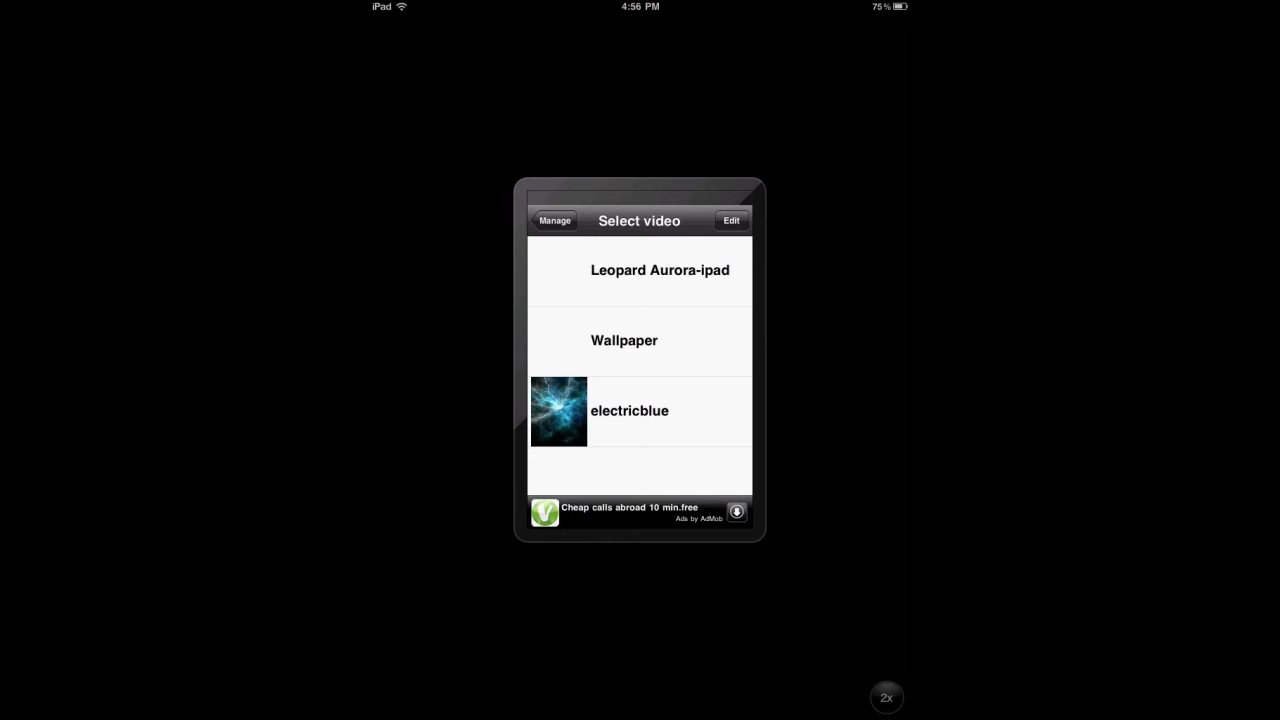 iPad 4:56 PM 75%
Manage Select video Edit
Leopard Aurora-ipad
Wallpaper
electricblue
Cheap calls abroad 10 min.free
Ads by AdMob
2x